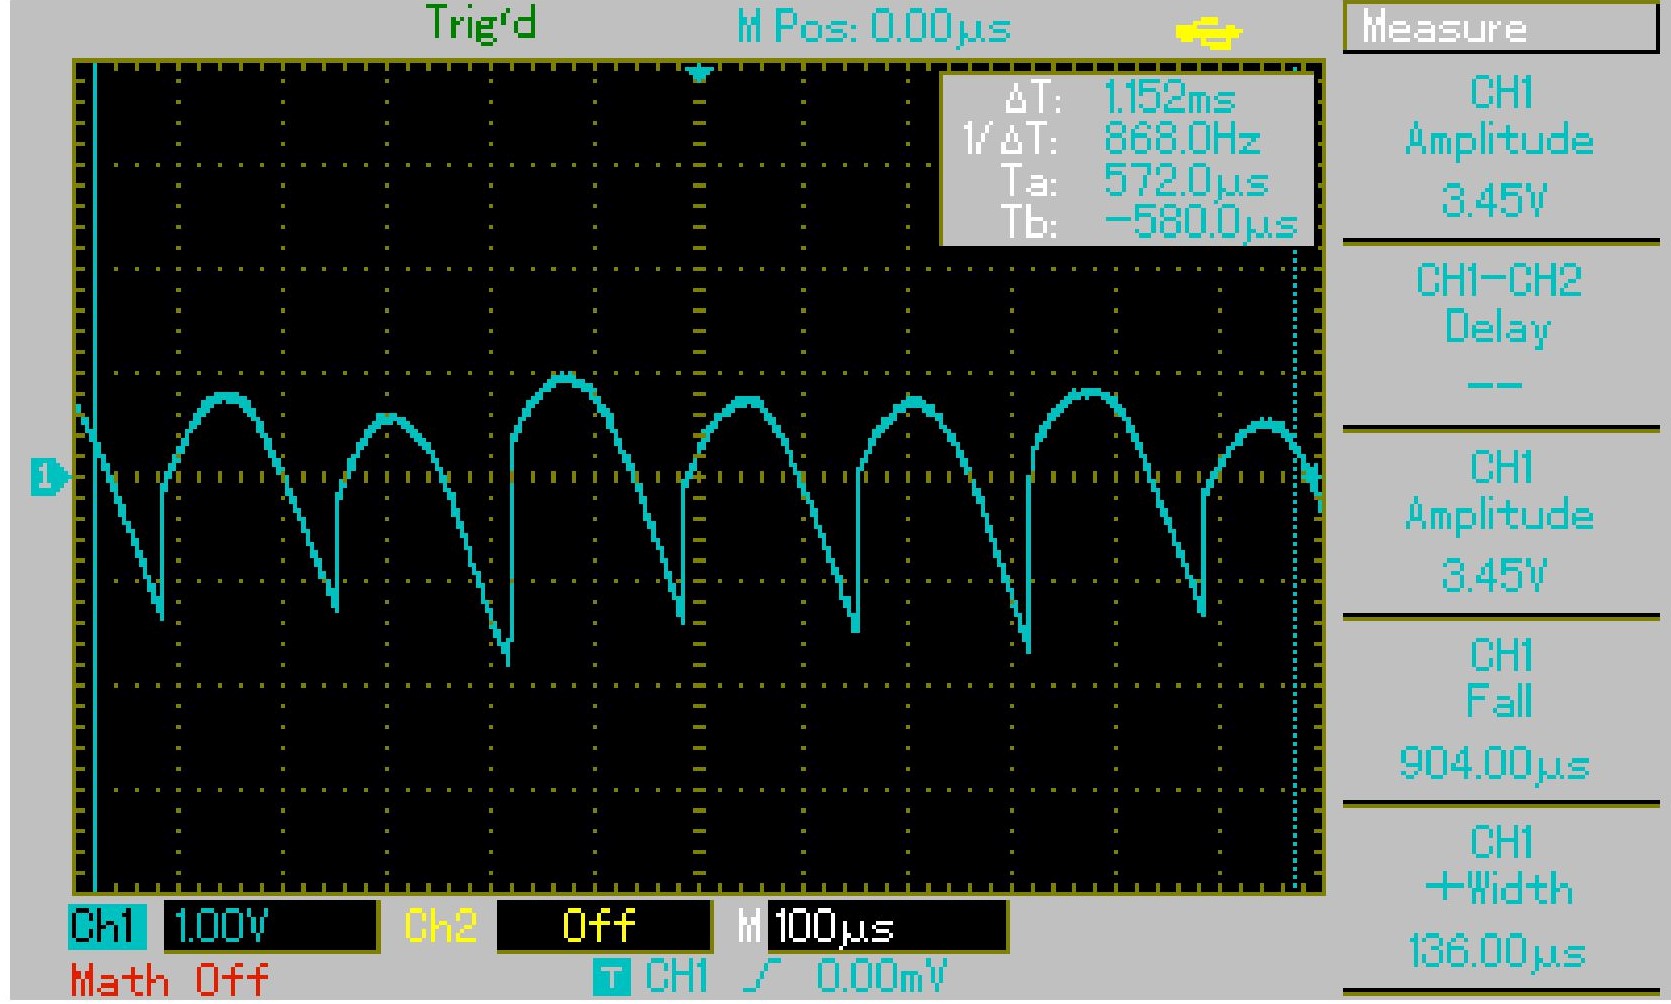 Trig'd M Pos: 0.00µs
Measure
ΔT: 1.152ms
1/ΔT: 868.0Hz
Ta: 572.0µs
Tb: -580.0µs
CH1
Amplitude
3.45V
CH1-CH2
Delay
--
CH1
Amplitude
3.45V
CH1
Fall
904.00µs
CH1
+Width
136.00µs
1
Ch1 1.00V Ch2 Off M 100µs
Math Off T CH1 0.00mV